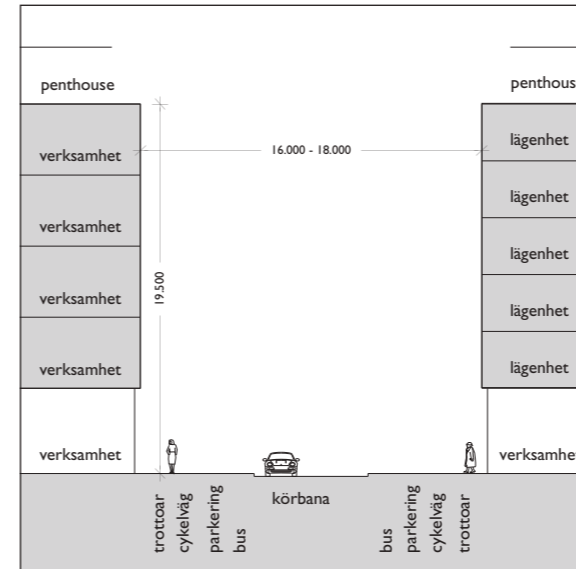 penthouse
penthous
verksamhet
verksamhet
verksamhet
verksamhet
verksamhet
16.000 - 18.000
19.500
lägenhet
lägenhet
lägenhet
lägenhet
lägenhet
verksamhet
trottoar
cykelväg
parkering
bus
körbana
bus
parkering
cykelväg
trottoar